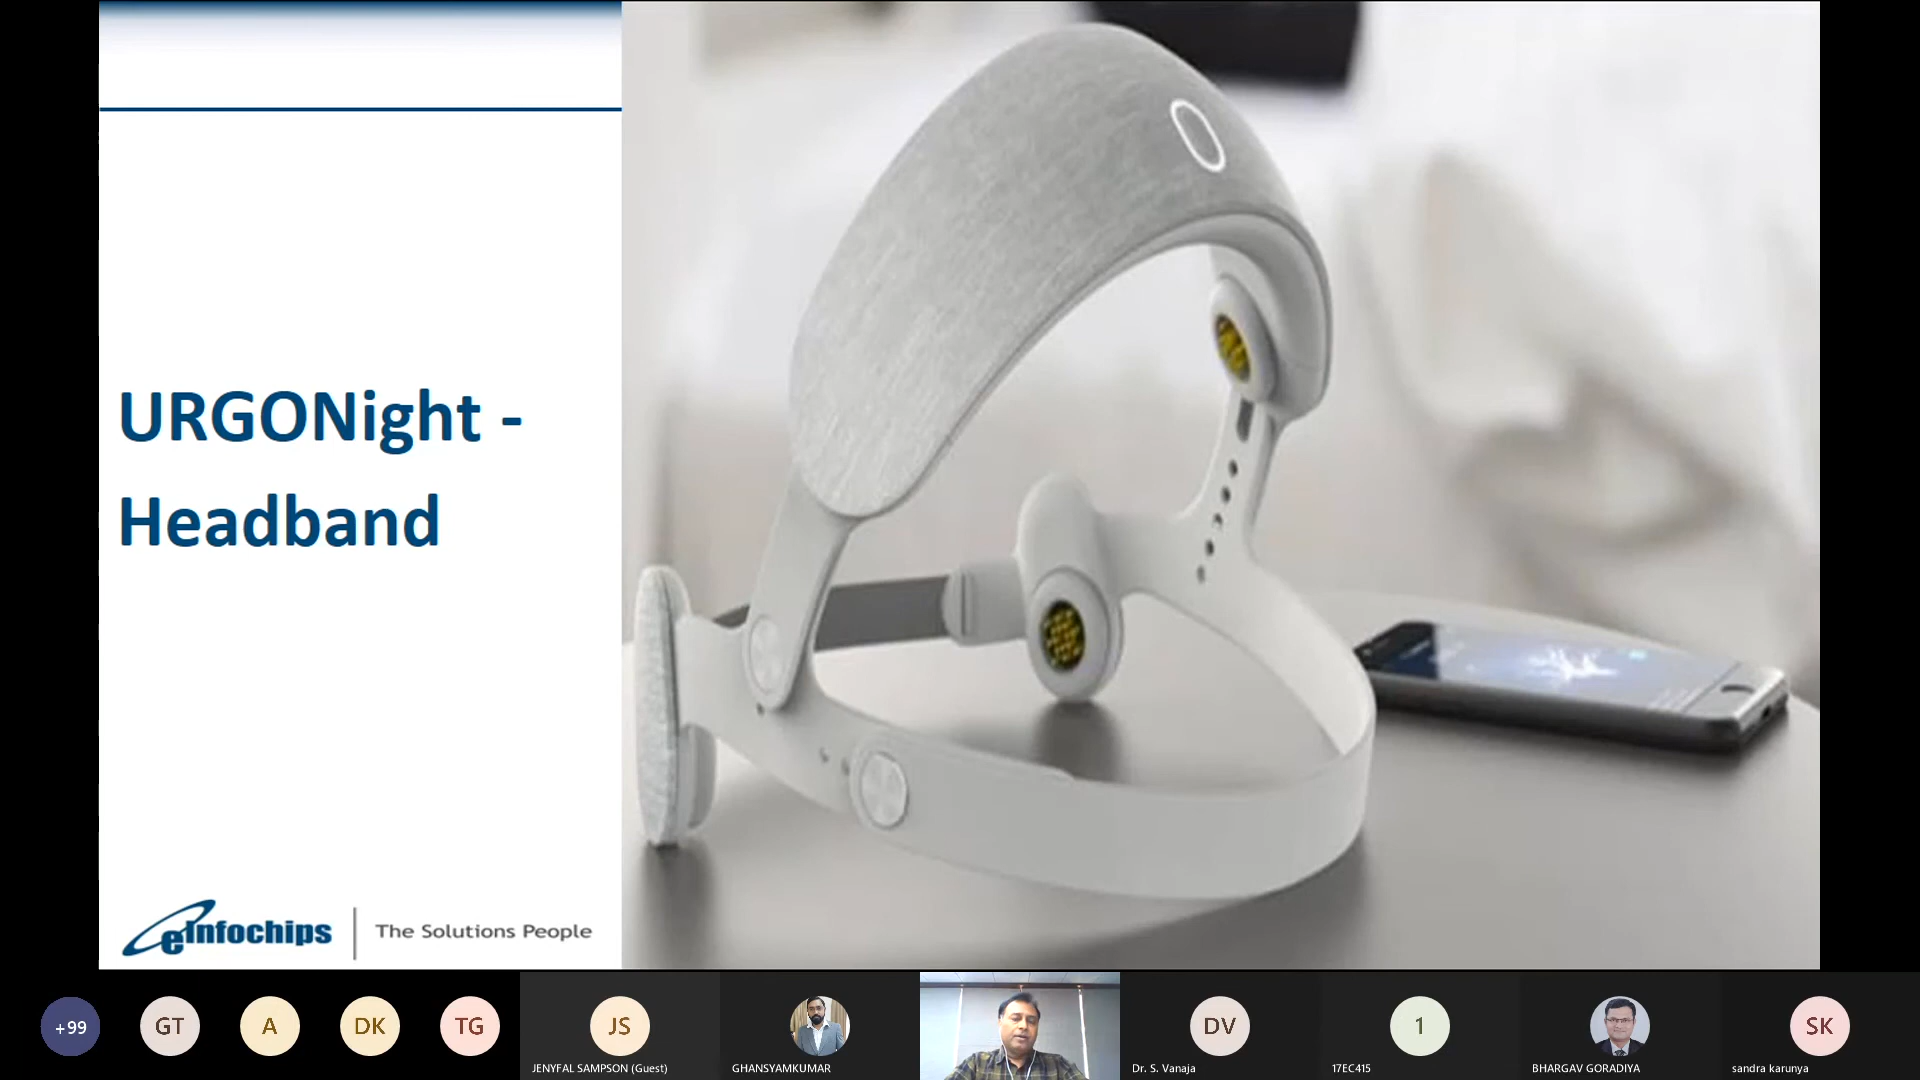 URGONight -
Headband
eInfochips
The Solutions People
+99
GT
A
DK
TG
JS
JENYFAL SAMPSON (Guest)
GHANSYAMKUMAR
DV
Dr. S. Vanaja
1
17EC415
BHARGAV GORADIYA
SK
sandra karunya